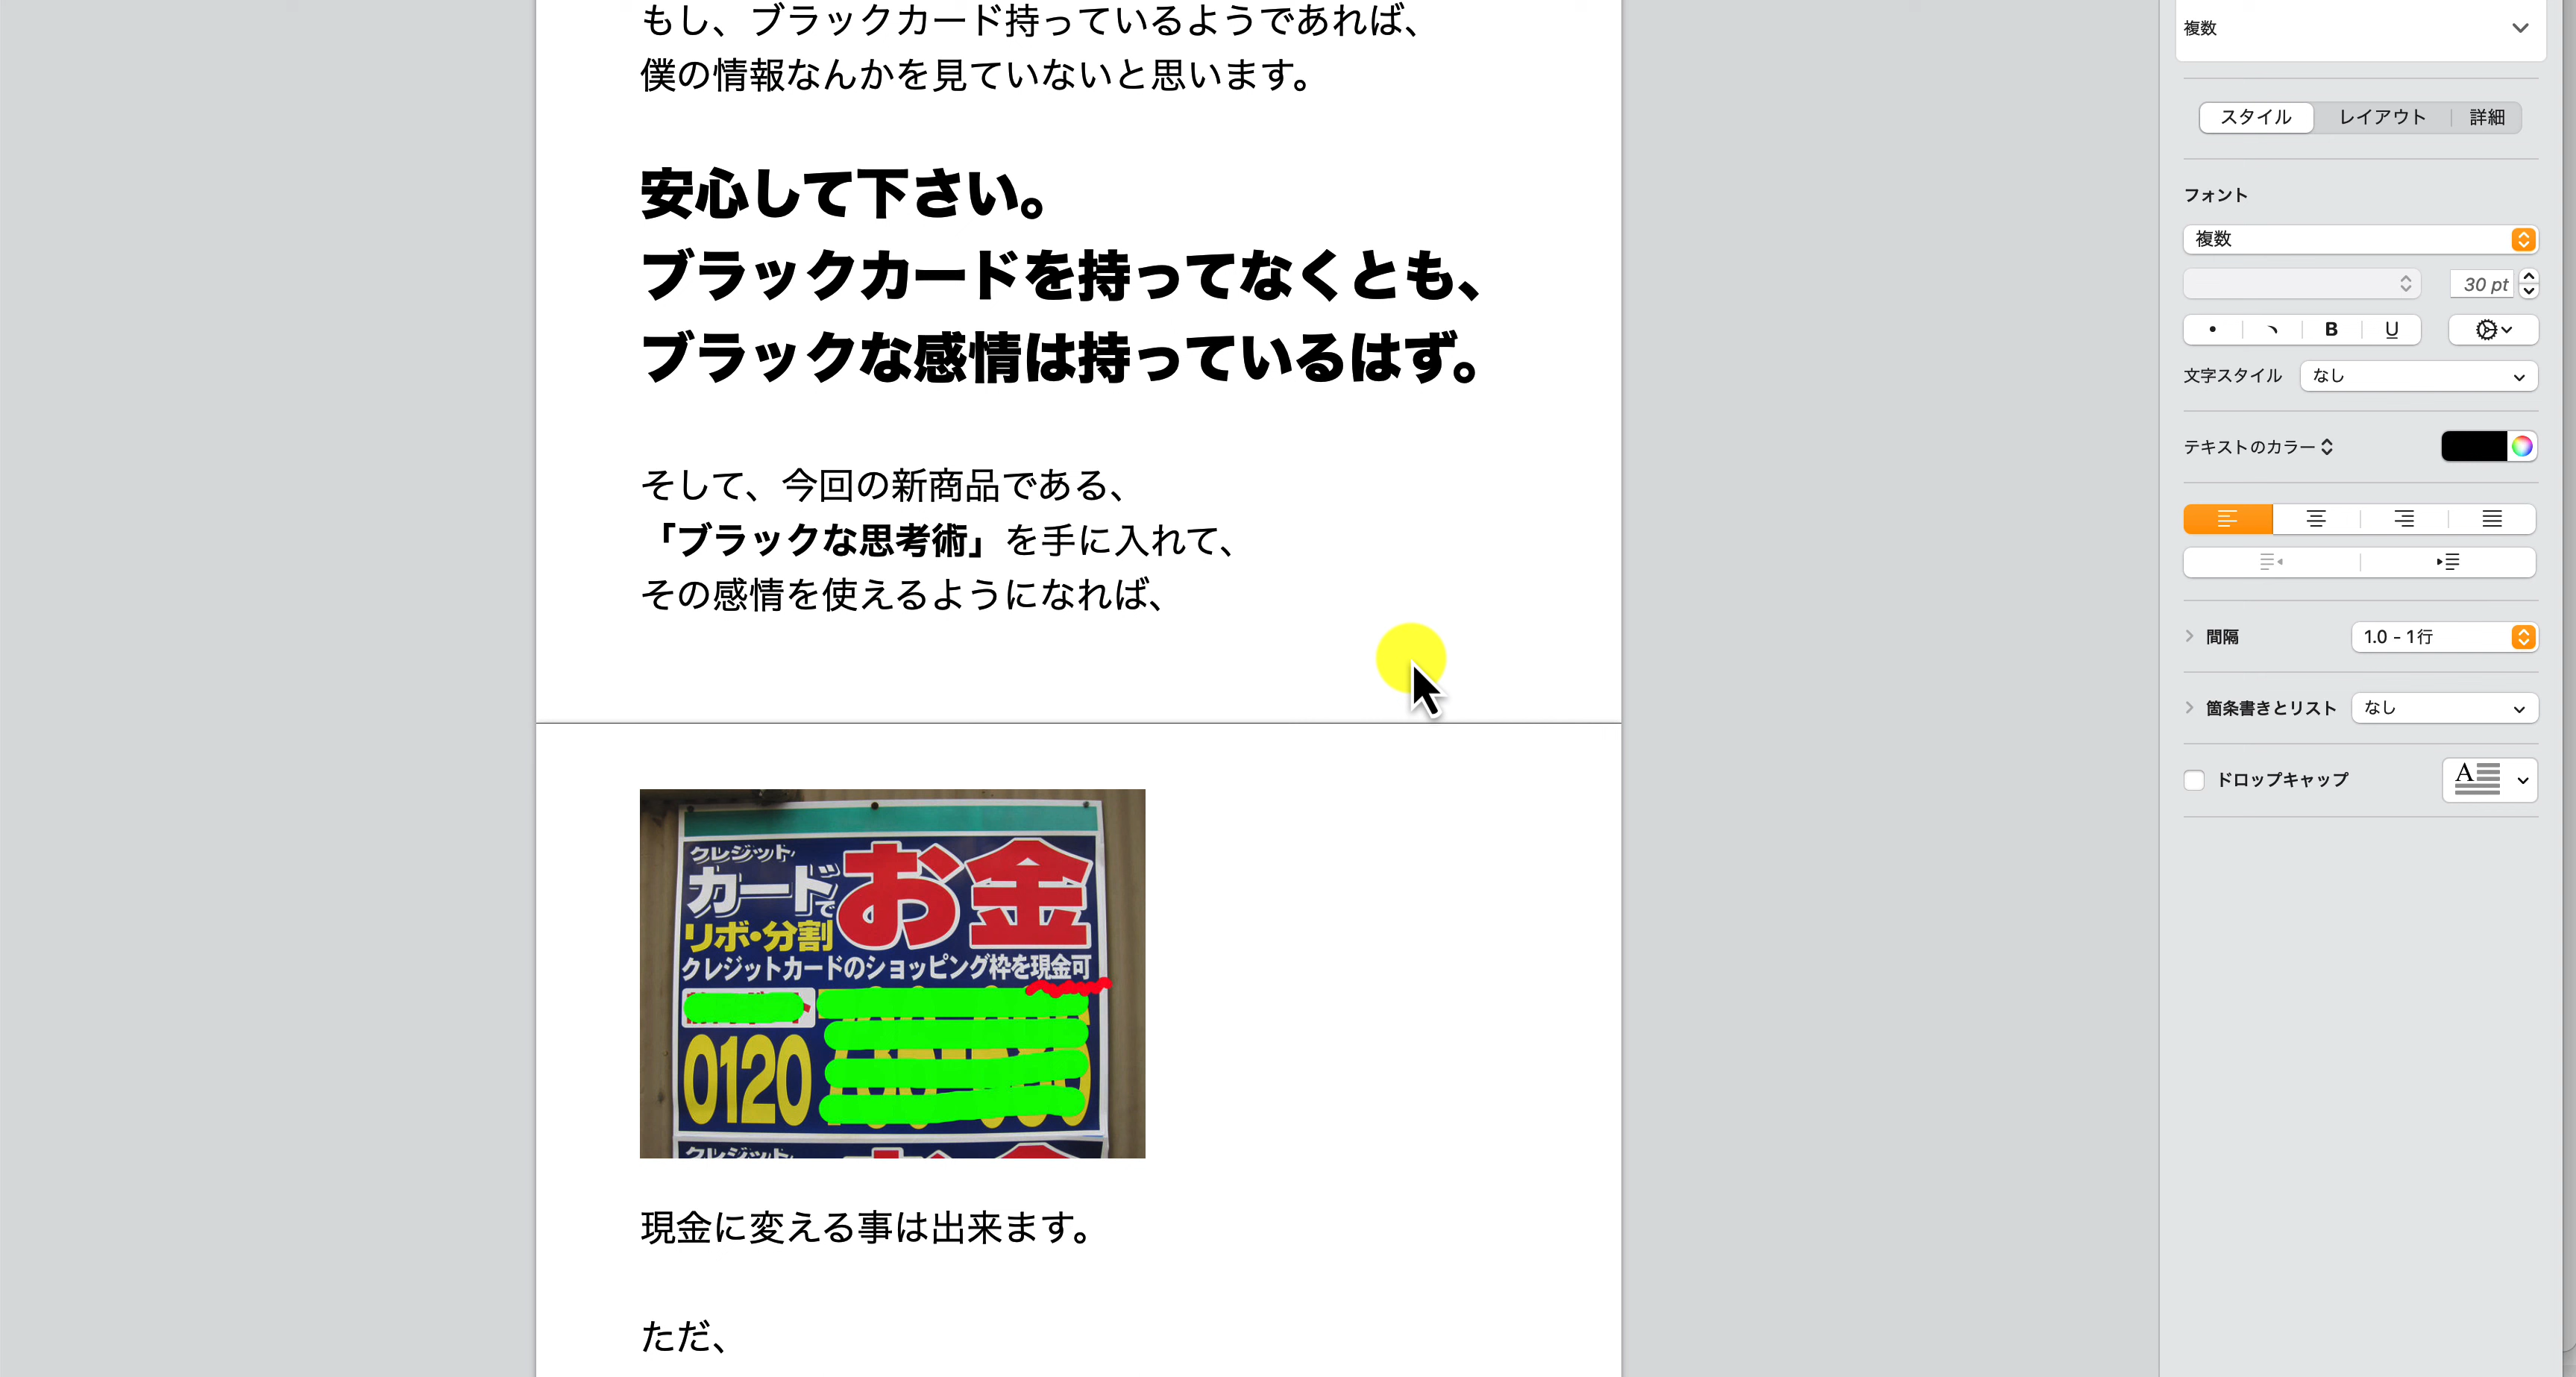 もし、ブラックカード持っているようであれば、
僕の情報なんかを見ていないと思います。
安心して下さい。
ブラックカードを持ってなくとも、
ブラックな感情は持っているはず。
そして、今回の新商品である、
「ブラックな思考術」を手に入れて、
その感情を使えるようになれば、
クレジット
カードで
お金
リボ・分割
クレジットカードのショッピング枠を現金可
0120
クレジット
現金に変える事は出来ます。
ただ、
複数
スタイル
レイアウト
詳細
フォント
複数
30 pt
B
U
文字スタイル
なし
テキストのカラー
間隔
1.0 - 1行
箇条書きとリスト
なし
ドロップキャップ
A